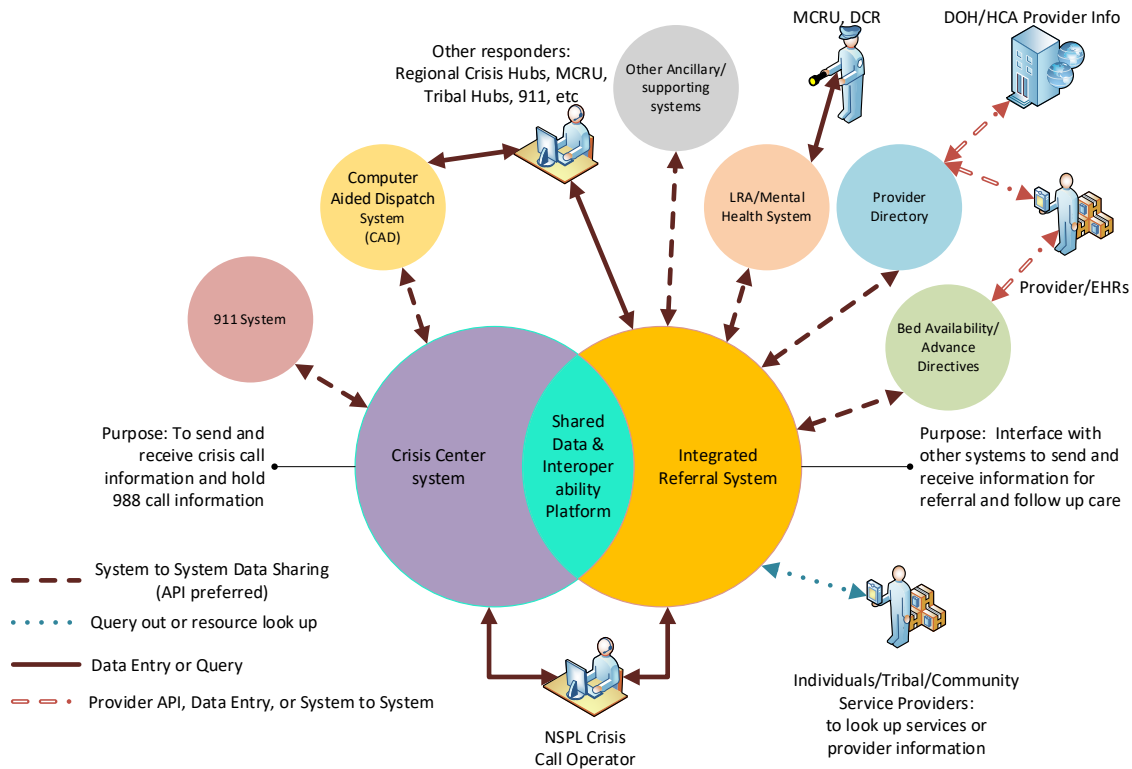 MCRU, DCR
DOH/HCA Provider Info
Other responders:
Regional Crisis Hubs, MCRU,
Tribal Hubs, 911, etc
Other Ancillary/
supporting
systems
Computer
Aided Dispatch
System
(CAD)
LRA/Mental
Health System
Provider
Directory
Provider/EHRs
911 System
Bed Availability/
Advance
Directives
Purpose: To send and
receive crisis call
information and hold
988 call information
Crisis Center
system
Shared
Data &
Interoper
ability
Platform
Integrated
Referral System
Purpose:  Interface with
other systems to send and
receive information for
referral and follow up care
System to System Data Sharing
(API preferred)
Query out or resource look up
Data Entry or Query
Provider API, Data Entry, or System to System
NSPL Crisis
Call Operator
Individuals/Tribal/Community
Service Providers:
to look up services or
provider information